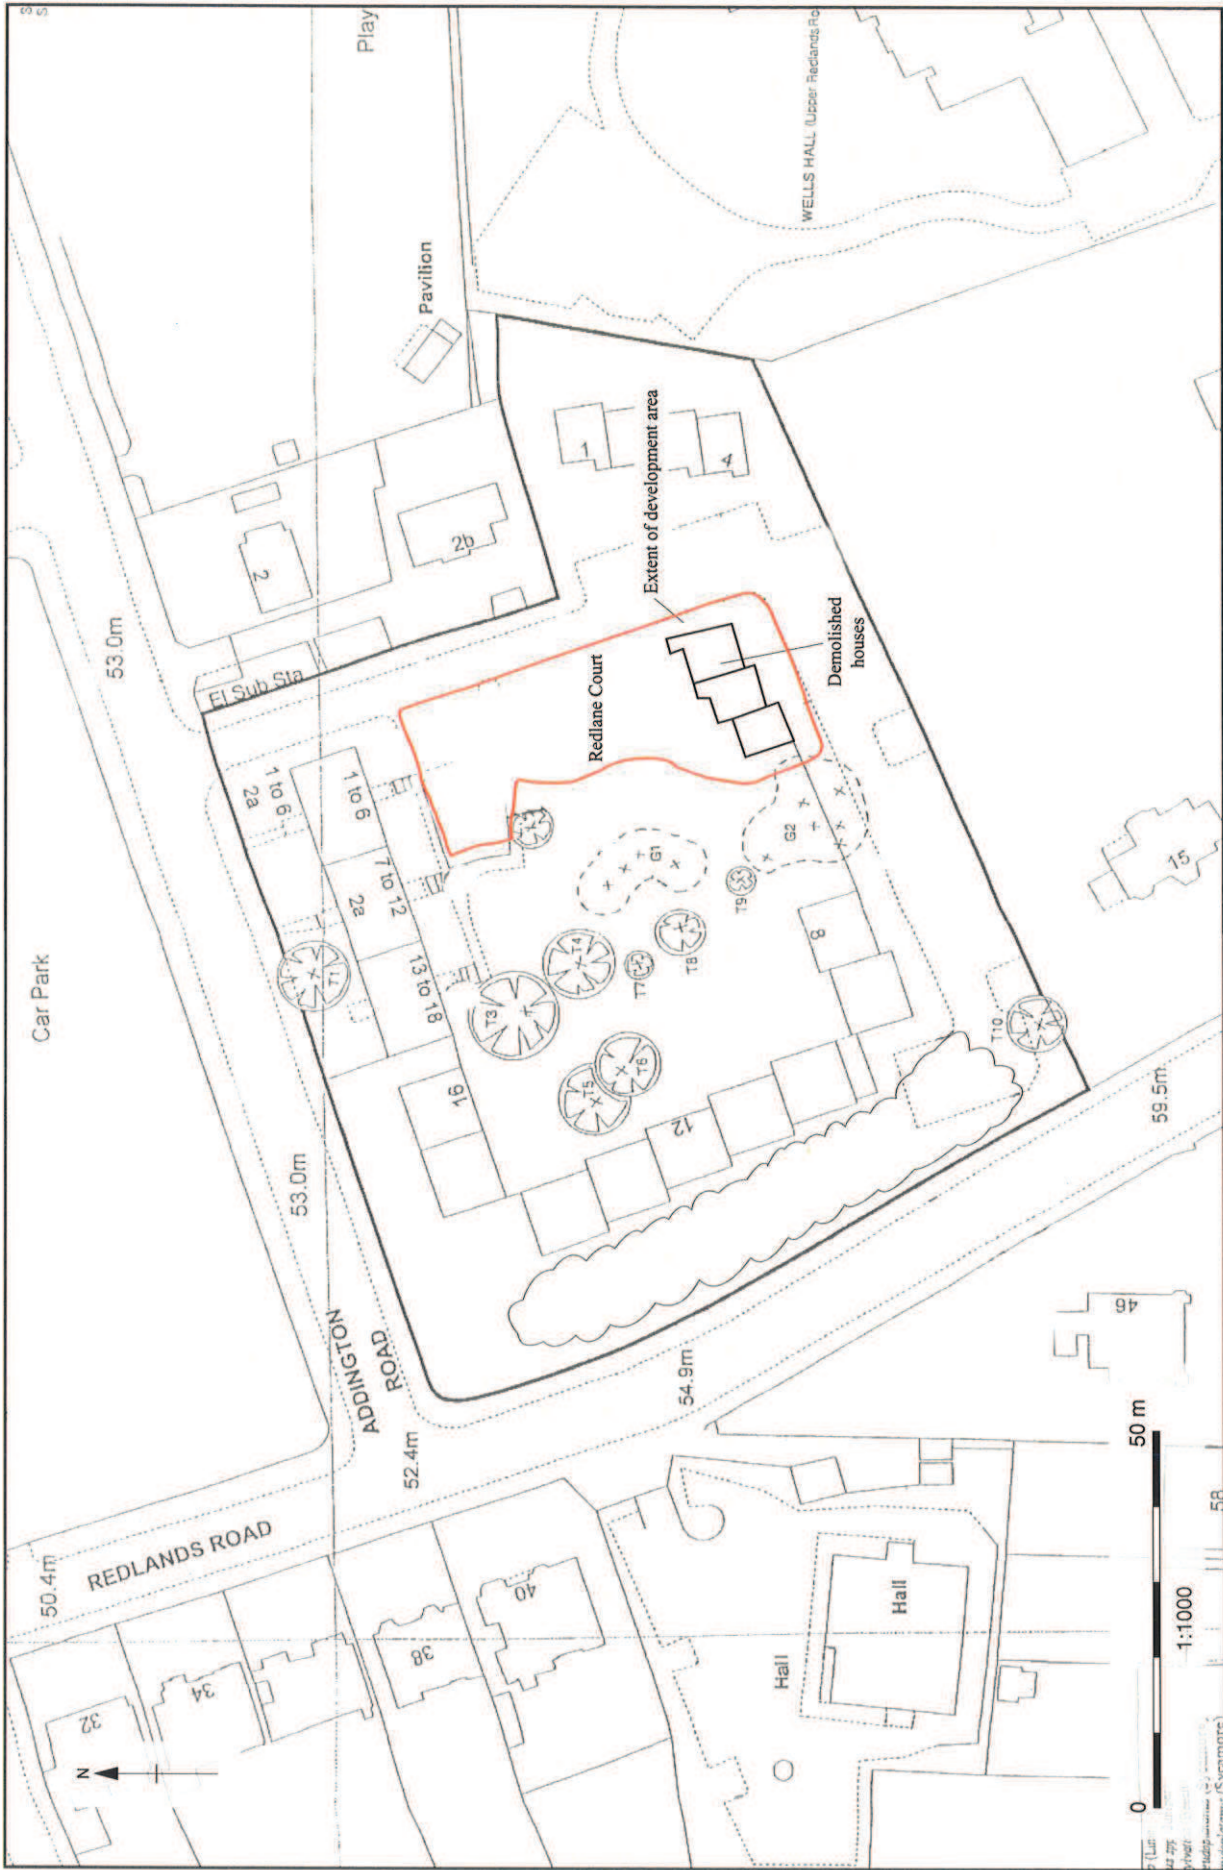 Car Park
53.0m
53.0m
ADDINGTON
ROAD
REDLANDS ROAD
50.4m
52.4m
54.9m
59.5m
Play
Pavilion
WELLS HALL (Upper Redlands Ro
El Sub Sta
2
2b
1
4
1 to 6
2a
1 to 6
7 to 12
2a
13 to 18
16
12
8
15
Extent of development area
Redlane Court
Demolished
houses
T1
T3
T4
T5
T6
T7
T8
T9
T10
G1
G2
32
34
38
40
46
58
Hall
Hall
N
0
50 m
1:1000